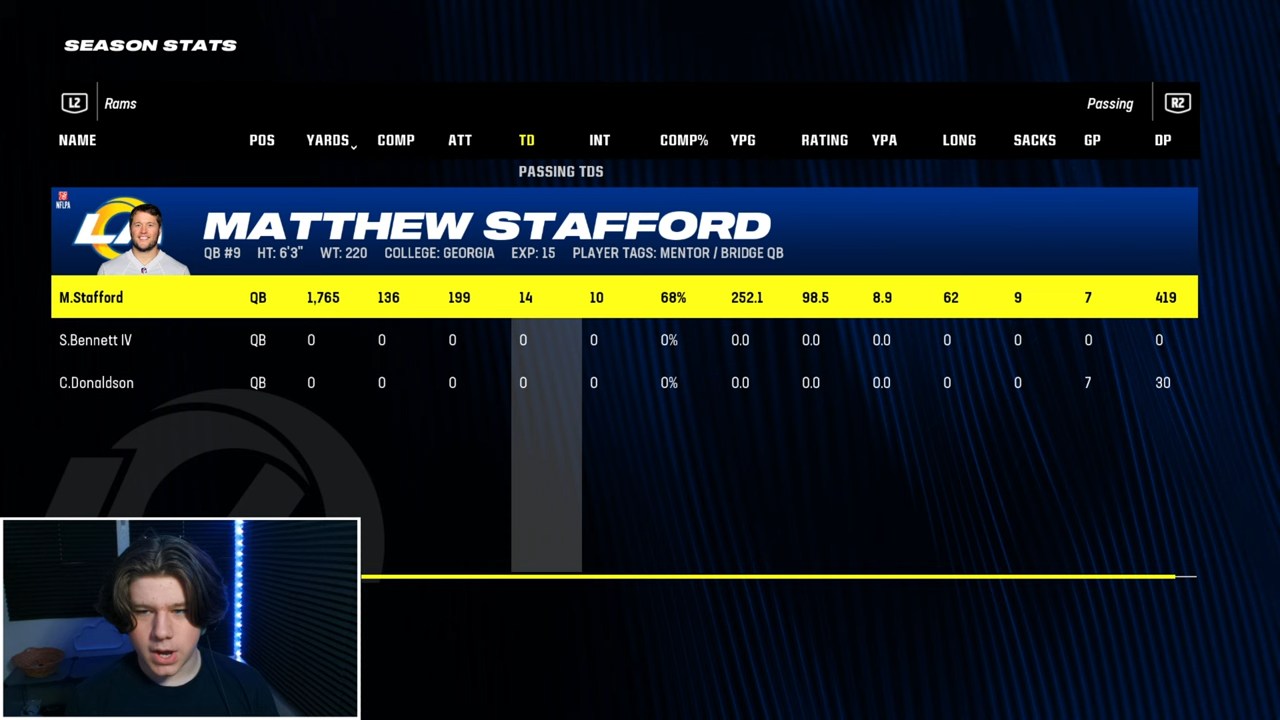 SEASON STATS
L2 Rams Passing R2
NAME POS YARDS COMP ATT TD INT COMP% YPG RATING YPA LONG SACKS GP DP
PASSING TDS
NFLPA
LA
MATTHEW STAFFORD
QB #9 HT: 6'3" WT: 220 COLLEGE: GEORGIA EXP: 15 PLAYER TAGS: MENTOR / BRIDGE QB
M.Stafford QB 1,765 136 199 14 10 68% 252.1 98.5 8.9 62 9 7 419
S.Bennett IV QB 0 0 0 0 0 0% 0.0 0.0 0.0 0 0 0 0
C.Donaldson QB 0 0 0 0 0 0% 0.0 0.0 0.0 0 0 7 30